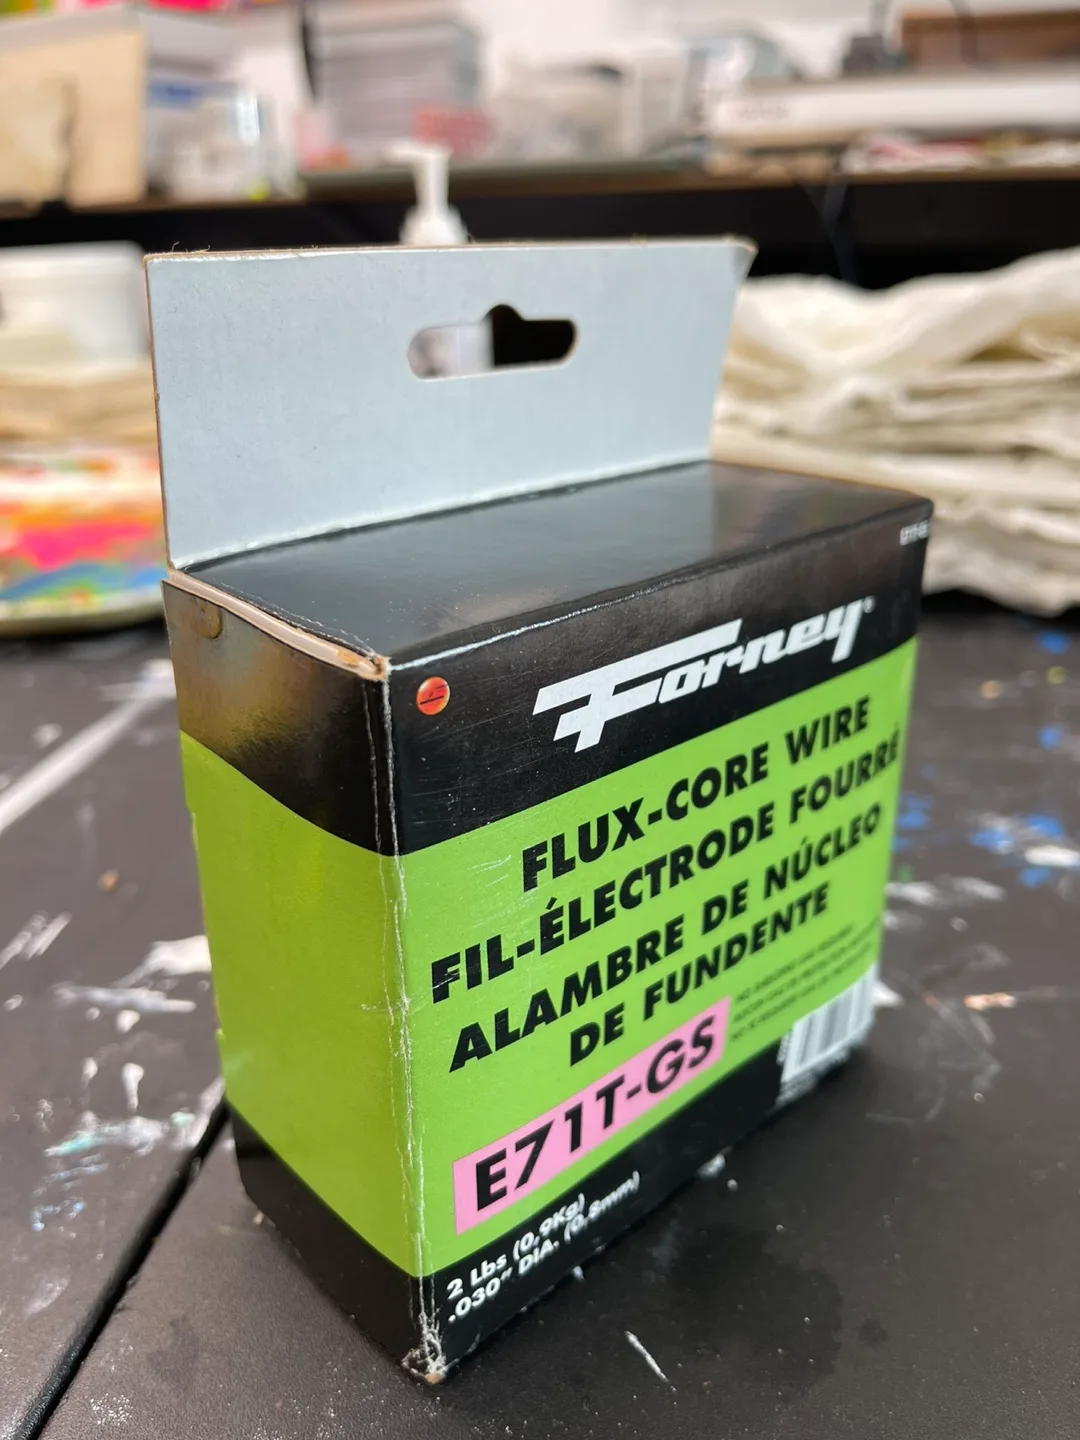 Forney®
FLUX-CORE WIRE
FIL-ÉLECTRODE FOURRÉ
ALAMBRE DE NÚCLEO
DE FUNDENTE
E71T-GS
2 Lbs (0,9Kg)
.030" DIA. (0,8mm)